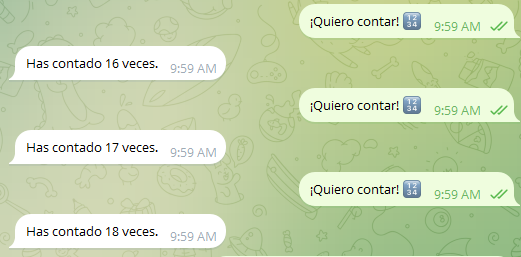 ¡Quiero contar! 🔢 9:59 AM
Has contado 16 veces. 9:59 AM
¡Quiero contar! 🔢 9:59 AM
Has contado 17 veces. 9:59 AM
¡Quiero contar! 🔢 9:59 AM
Has contado 18 veces. 9:59 AM